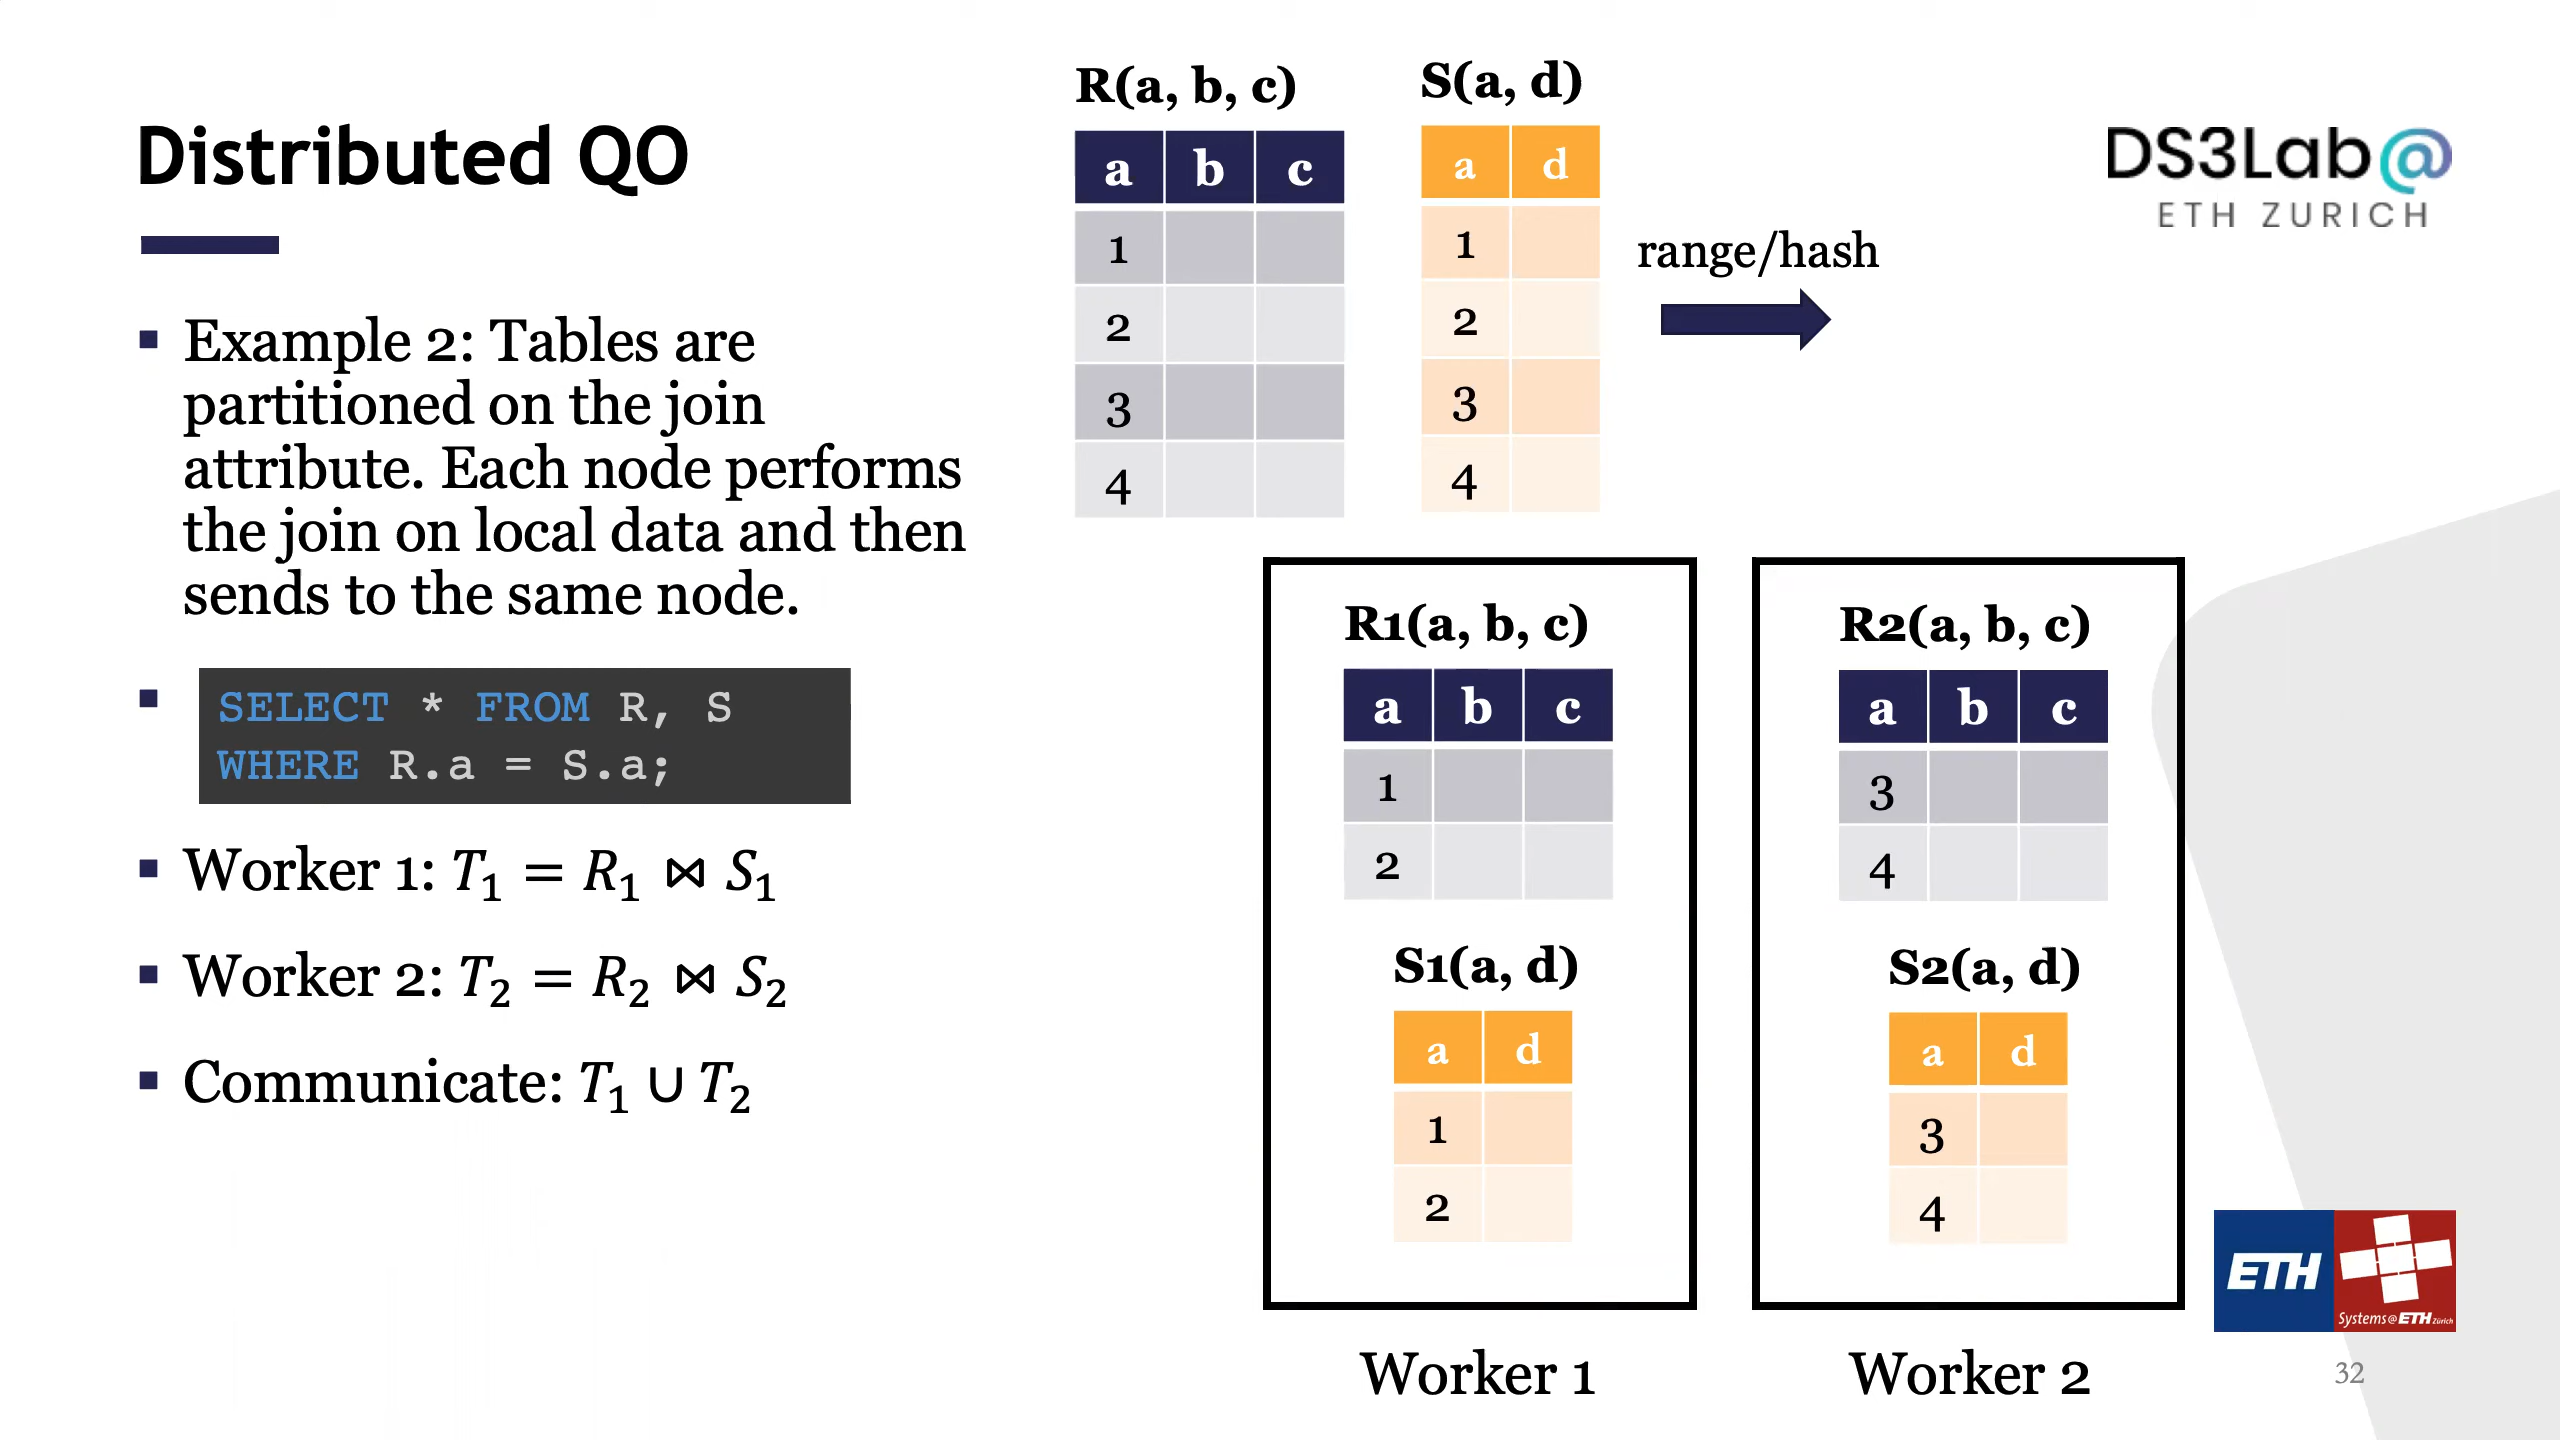 Distributed QO
▪ Example 2: Tables are
partitioned on the join
attribute. Each node performs
the join on local data and then
sends to the same node.
▪ SELECT * FROM R, S
WHERE R.a = S.a;
▪ Worker 1: T₁ = R₁ ⋈ S₁
▪ Worker 2: T₂ = R₂ ⋈ S₂
▪ Communicate: T₁ ∪ T₂
R(a, b, c)
a b c
1
2
3
4
S(a, d)
a d
1
2
3
4
range/hash
DS3Lab@
ETH ZURICH
R1(a, b, c)
a b c
1
2
S1(a, d)
a d
1
2
Worker 1
R2(a, b, c)
a b c
3
4
S2(a, d)
a d
3
4
Worker 2
ETH
Systems@ETH Zürich
32